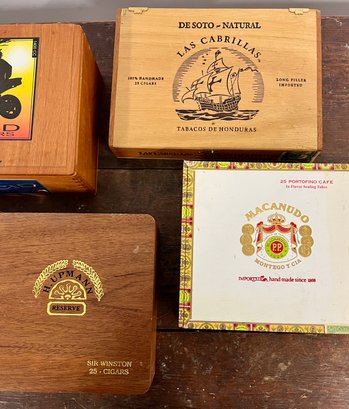 DE SOTO - NATURAL
LAS CABRILLAS
100% HANDMADE
25 CIGARS
LONG FILLER
IMPORTED
TABACOS DE HONDURAS
25 PORTOFINO CAFE
In Flavor Sealing Tubes
MACANUDO
MONTEGO Y CIA
IMPORTED, hand made since 1868
H. UPMANN
RESERVE
SIR WINSTON
25 - CIGARS